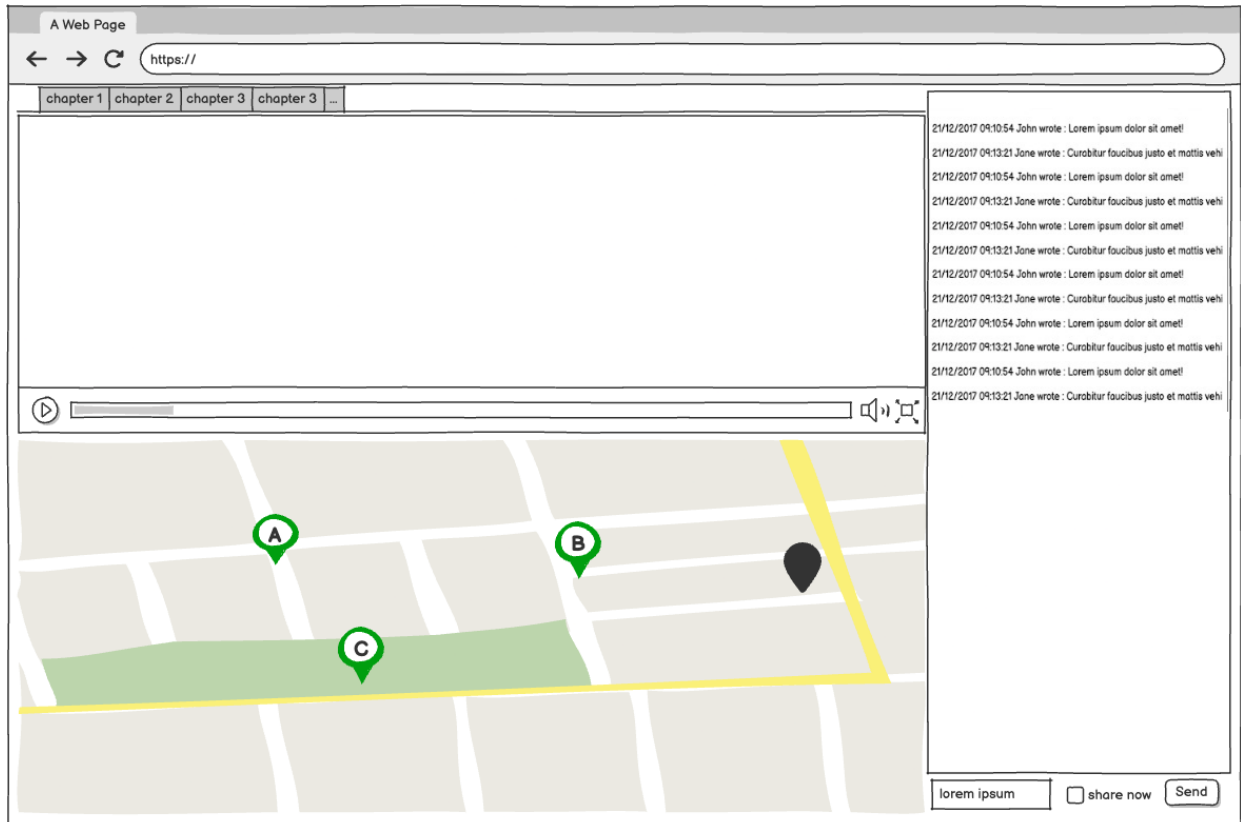 A Web Page
https://
chapter 1 chapter 2 chapter 3 chapter 3 ...
21/12/2017 09:10:54 John wrote : Lorem ipsum dolor sit amet!
21/12/2017 09:13:21 Jane wrote : Curabitur faucibus justo et mattis vehi
21/12/2017 09:10:54 John wrote : Lorem ipsum dolor sit amet!
21/12/2017 09:13:21 Jane wrote : Curabitur faucibus justo et mattis vehi
21/12/2017 09:10:54 John wrote : Lorem ipsum dolor sit amet!
21/12/2017 09:13:21 Jane wrote : Curabitur faucibus justo et mattis vehi
21/12/2017 09:10:54 John wrote : Lorem ipsum dolor sit amet!
21/12/2017 09:13:21 Jane wrote : Curabitur faucibus justo et mattis vehi
21/12/2017 09:10:54 John wrote : Lorem ipsum dolor sit amet!
21/12/2017 09:13:21 Jane wrote : Curabitur faucibus justo et mattis vehi
21/12/2017 09:10:54 John wrote : Lorem ipsum dolor sit amet!
21/12/2017 09:13:21 Jane wrote : Curabitur faucibus justo et mattis vehi
A
B
C
lorem ipsum share now Send